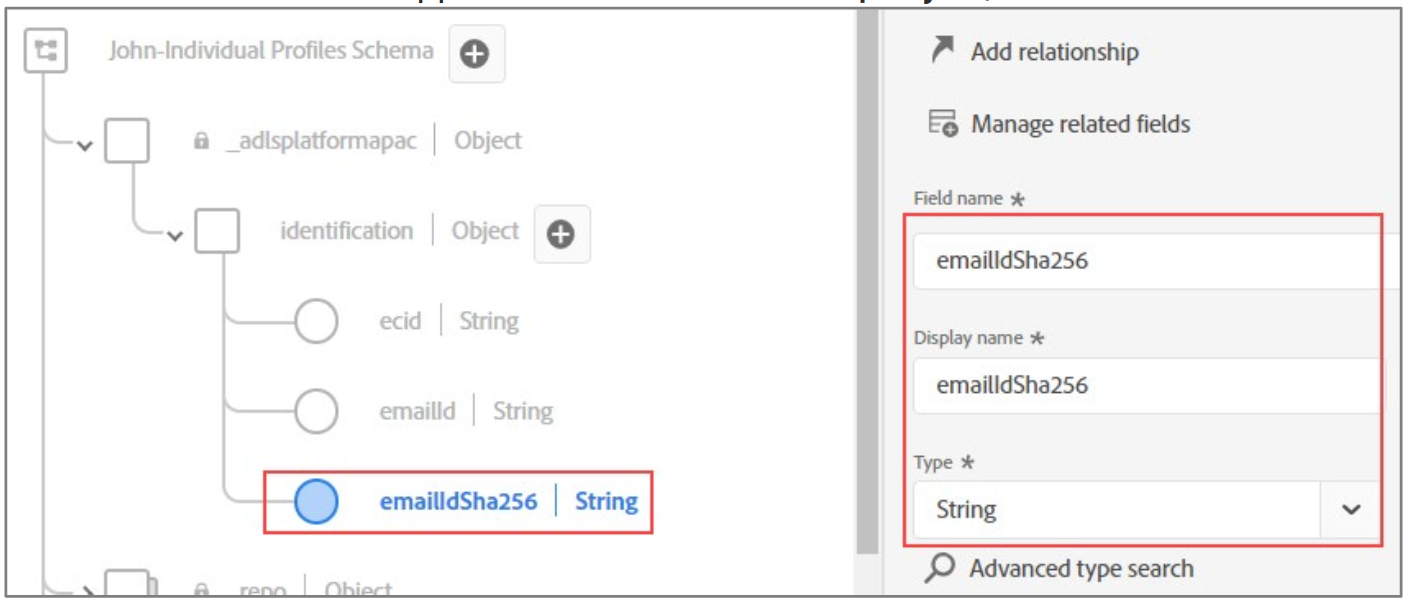 John-Individual Profiles Schema
_adlsplatformapac | Object
identification | Object
ecid | String
emailId | String
emailIdSha256 | String
_repo | Object
Add relationship
Manage related fields
Field name *
emailIdSha256
Display name *
emailIdSha256
Type *
String
Advanced type search